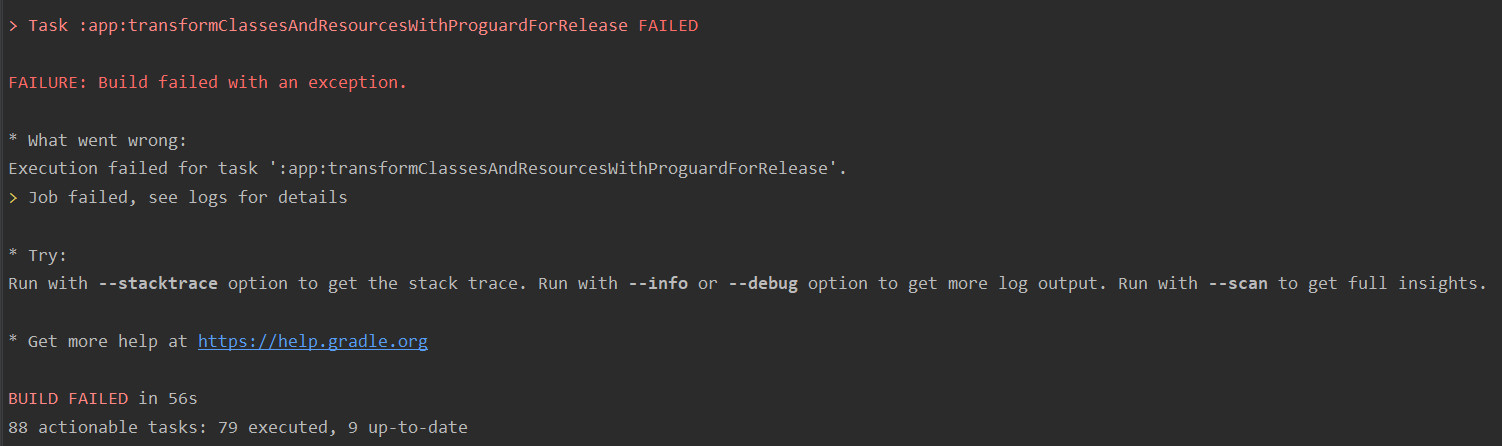 > Task :app:transformClassesAndResourcesWithProguardForRelease FAILED
FAILURE: Build failed with an exception.
* What went wrong:
Execution failed for task ':app:transformClassesAndResourcesWithProguardForRelease'.
> Job failed, see logs for details
* Try:
Run with --stacktrace option to get the stack trace. Run with --info or --debug option to get more log output. Run with --scan to get full insights.
* Get more help at https://help.gradle.org
BUILD FAILED in 56s
88 actionable tasks: 79 executed, 9 up-to-date